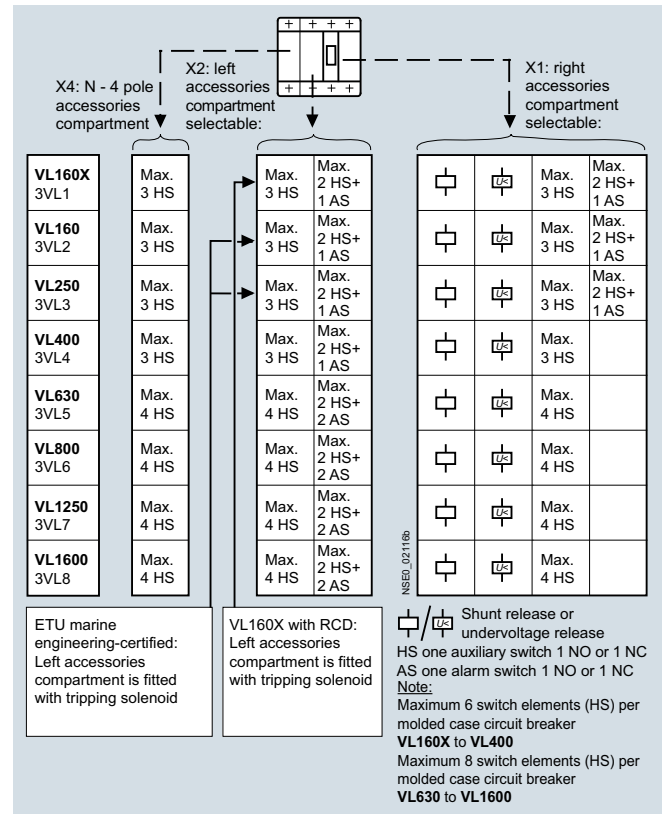 + + + +
+ + + +
X4: N - 4 pole
accessories
compartment
X2: left
accessories
compartment
selectable:
X1: right
accessories
compartment
selectable:
VL160X
3VL1
Max.
3 HS
Max.
3 HS
Max.
2 HS+
1 AS
U<
Max.
3 HS
Max.
2 HS+
1 AS
VL160
3VL2
Max.
3 HS
Max.
3 HS
Max.
2 HS+
1 AS
U<
Max.
3 HS
Max.
2 HS+
1 AS
VL250
3VL3
Max.
3 HS
Max.
3 HS
Max.
2 HS+
1 AS
U<
Max.
3 HS
Max.
2 HS+
1 AS
VL400
3VL4
Max.
3 HS
Max.
3 HS
Max.
2 HS+
1 AS
U<
Max.
3 HS
VL630
3VL5
Max.
4 HS
Max.
4 HS
Max.
2 HS+
2 AS
U<
Max.
4 HS
VL800
3VL6
Max.
4 HS
Max.
4 HS
Max.
2 HS+
2 AS
U<
Max.
4 HS
VL1250
3VL7
Max.
4 HS
Max.
4 HS
Max.
2 HS+
2 AS
U<
Max.
4 HS
VL1600
3VL8
Max.
4 HS
Max.
4 HS
Max.
2 HS+
2 AS
U<
Max.
4 HS
NSE0_02116b
ETU marine
engineering-certified:
Left accessories
compartment is fitted
with tripping solenoid
VL160X with RCD:
Left accessories
compartment is fitted
with tripping solenoid
/ U< Shunt release or
undervoltage release
HS one auxiliary switch 1 NO or 1 NC
AS one alarm switch 1 NO or 1 NC
Note:
Maximum 6 switch elements (HS) per
molded case circuit breaker
VL160X to VL400
Maximum 8 switch elements (HS) per
molded case circuit breaker
VL630 to VL1600